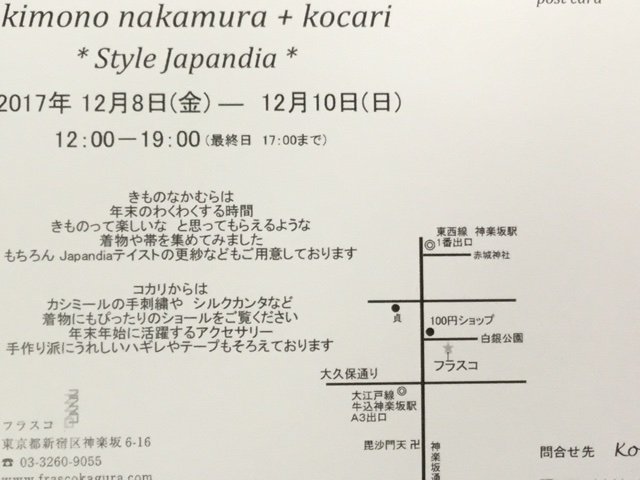 post card
kimono nakamura + kocari
* Style Japandia *
2017年 12月8日(金) — 12月10日(日)
12:00－19:00(最終日 17:00まで)
きものなかむらは
年末のわくわくする時間
きものって楽しいな と思ってもらえるような
着物や帯を集めてみました
もちろん Japandiaテイストの更紗などもご用意しております
コカリからは
カシミールの手刺繍や シルクカンタなど
着物にもぴったりのショールをご覧ください
年末年始に活躍するアクセサリー
手作り派にうれしいハギレやテープもそろえております
東西線 神楽坂駅
◎1番出口
赤城神社
貞
100円ショップ
白銀公園
フラスコ
大久保通り
大江戸線◎
牛込神楽坂駅
A3出口
毘沙門天 卍
神楽坂通
フラスコ
東京都新宿区神楽坂 6-16
☎ 03-3260-9055
www.frascokagura.com
問合せ先 Ko